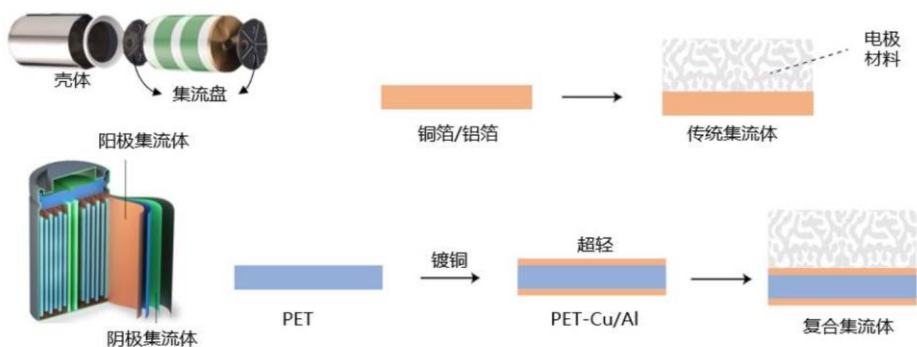 壳体
集流盘
电极
材料
铜箔/铝箔
传统集流体
阳极集流体
阴极集流体
PET
镀铜
超轻
PET-Cu/Al
复合集流体